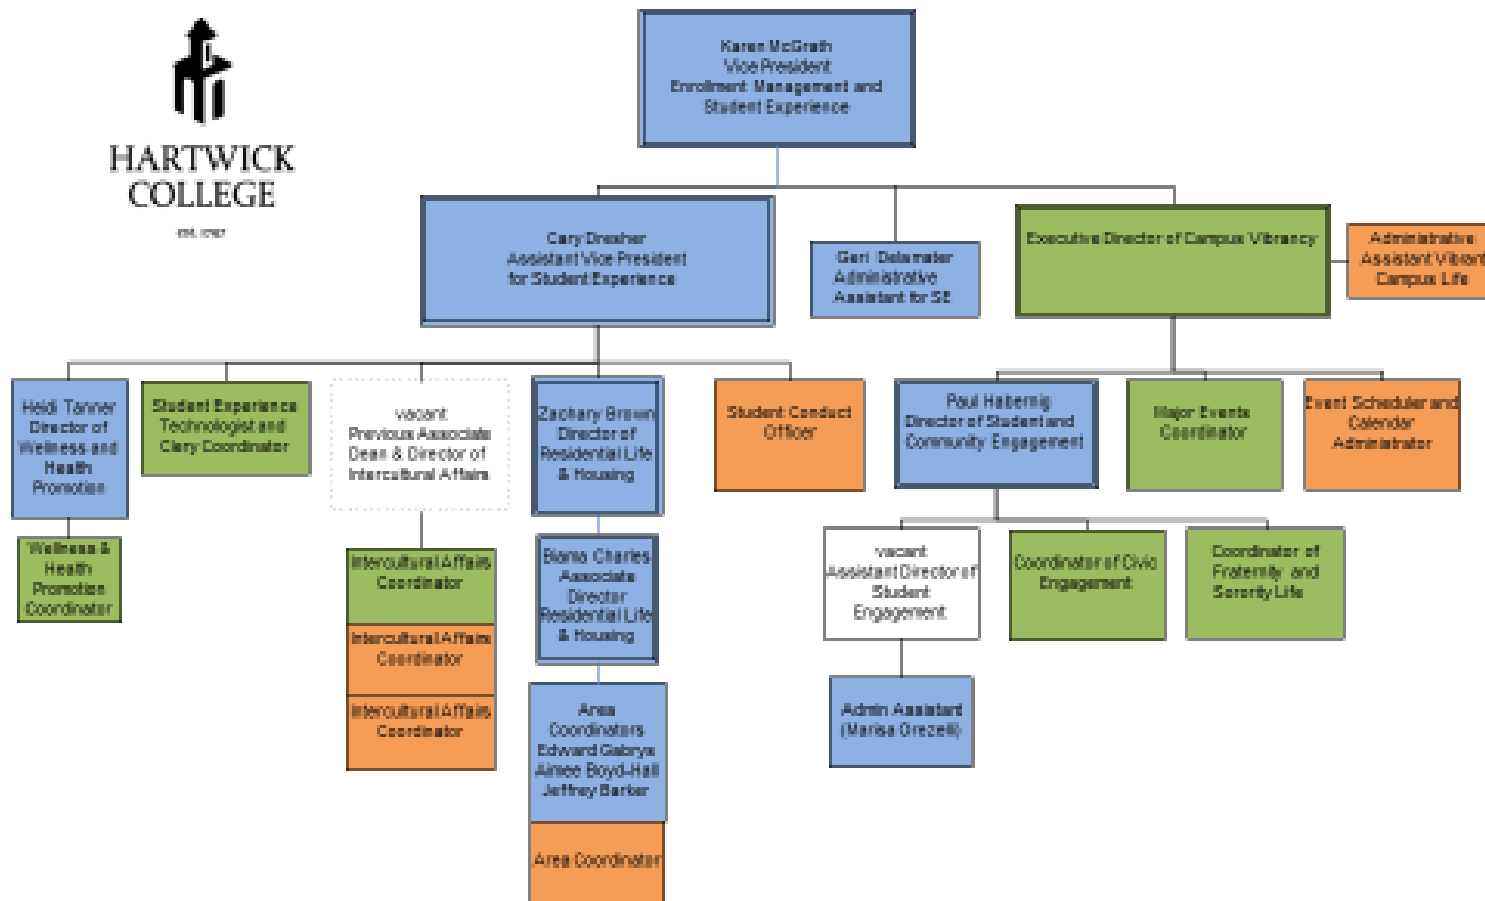 HARTWICK
COLLEGE
Karen McGrath
Vice President
Enrollment Management and
Student Experience
Cary Dresher
Assistant Vice President
for Student Experience
Geri Delamater
Administrative
Assistant for SE
Executive Director of Campus Vibrancy
Administrative
Assistant Vibrant
Campus Life
Heidi Tanner
Director of
Wellness and
Health
Promotion
Student Experience
Technologist and
Clery Coordinator
vacant
Previous Associate
Dean & Director of
Intercultural Affairs
Zachary Brown
Director of
Residential Life
& Housing
Student Conduct
Officer
Paul Habernig
Director of Student and
Community Engagement
Major Events
Coordinator
Event Scheduler and
Calendar
Administrator
Wellness &
Health
Promotion
Coordinator
Intercultural Affairs
Coordinator
Intercultural Affairs
Coordinator
Intercultural Affairs
Coordinator
Biama Charles
Associate
Director
Residential Life
& Housing
Area
Coordinators
Edward Gabrys
Aimee Boyd-Hall
Jeffrey Barker
Area Coordinator
vacant
Assistant Director of
Student
Engagement
Coordinator of Civic
Engagement
Coordinator of
Fraternity and
Sorority Life
Admin Assistant
(Marisa